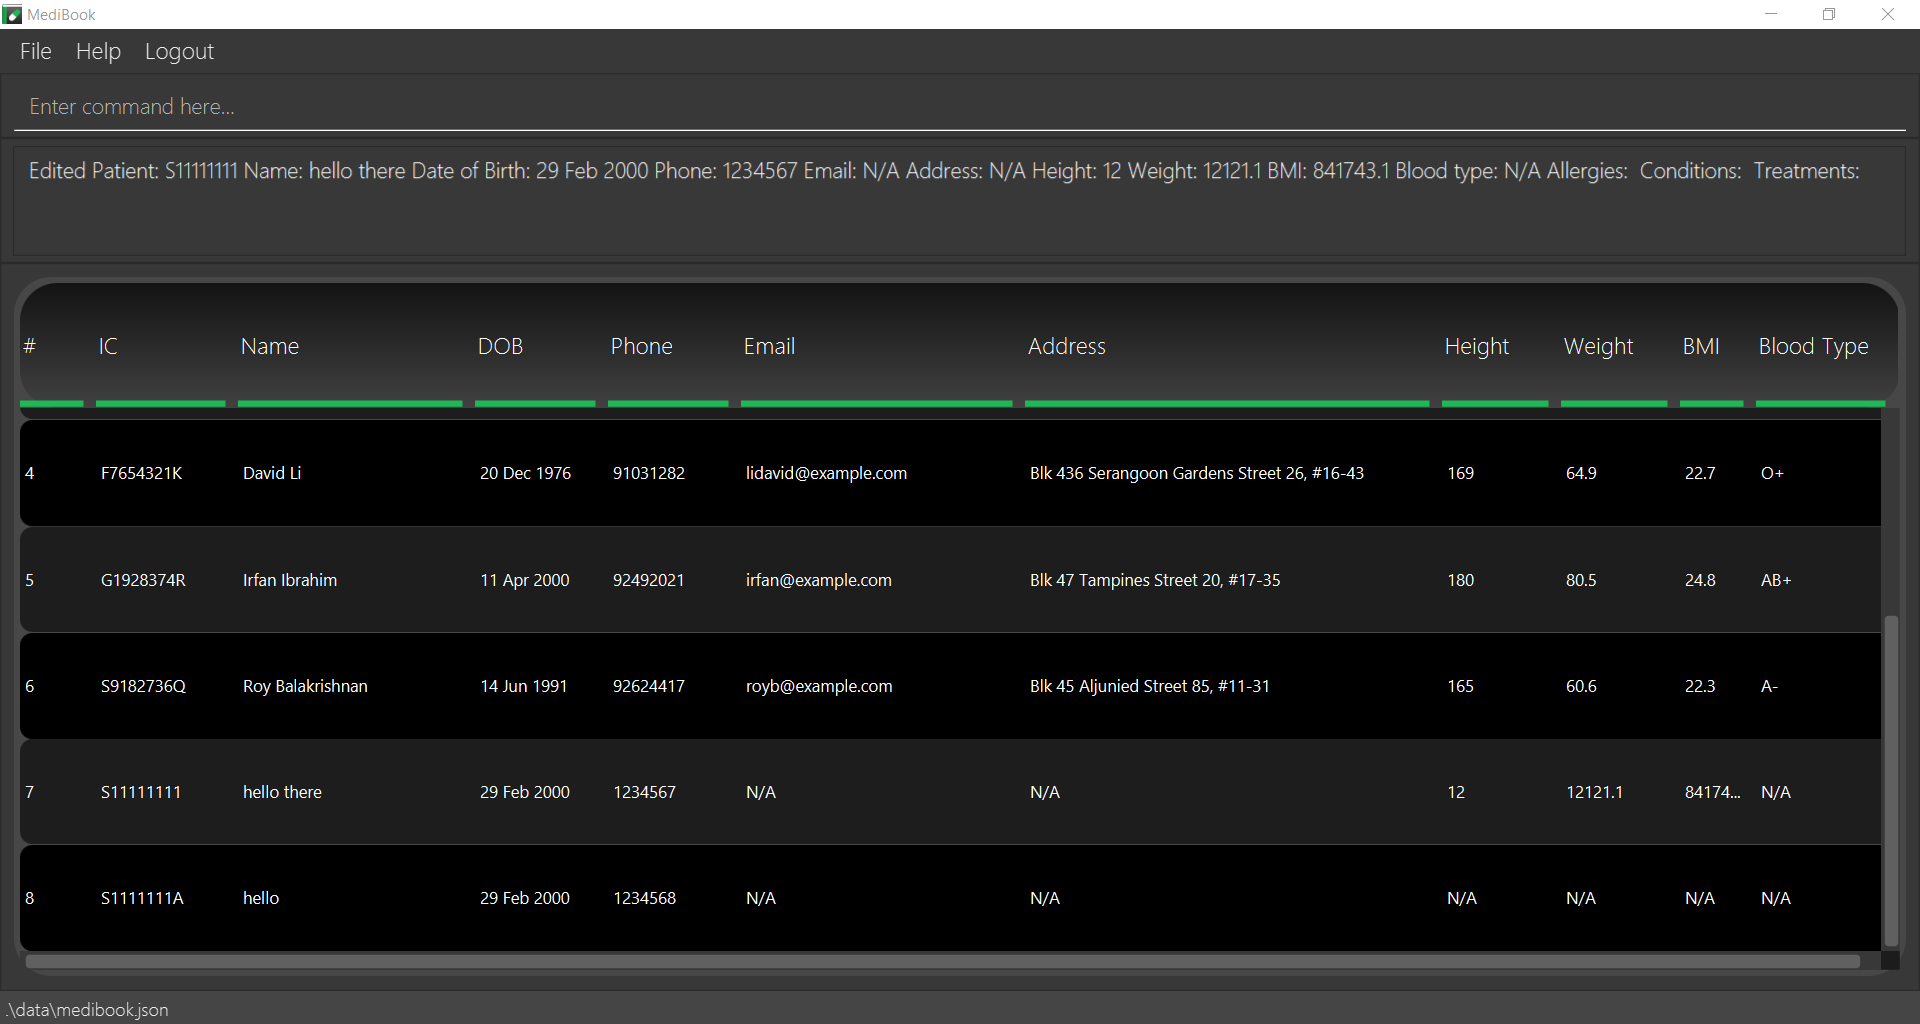 MediBook
File Help Logout
Enter command here...
Edited Patient: S11111111 Name: hello there Date of Birth: 29 Feb 2000 Phone: 1234567 Email: N/A Address: N/A Height: 12 Weight: 12121.1 BMI: 841743.1 Blood type: N/A Allergies: Conditions: Treatments:
# IC Name DOB Phone Email Address Height Weight BMI Blood Type
4 F7654321K David Li 20 Dec 1976 91031282 lidavid@example.com Blk 436 Serangoon Gardens Street 26, #16-43 169 64.9 22.7 O+
5 G1928374R Irfan Ibrahim 11 Apr 2000 92492021 irfan@example.com Blk 47 Tampines Street 20, #17-35 180 80.5 24.8 AB+
6 S9182736Q Roy Balakrishnan 14 Jun 1991 92624417 royb@example.com Blk 45 Aljunied Street 85, #11-31 165 60.6 22.3 A-
7 S11111111 hello there 29 Feb 2000 1234567 N/A N/A 12 12121.1 84174... N/A
8 S1111111A hello 29 Feb 2000 1234568 N/A N/A N/A N/A N/A N/A
.\data\medibook.json